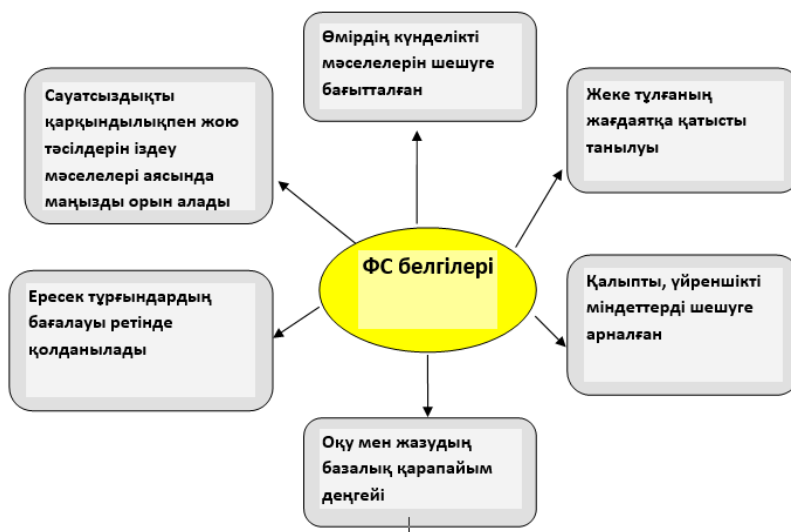 Өмірдің күнделікті
мәселелерін шешуге
бағытталған
Сауатсыздықты
қарқындылықпен жою
тәсілдерін іздеу
мәселелері аясында
маңызды орын алады
Жеке тұлғаның
жағдаятқа қатысты
танылуы
ФС белгілері
Ересек тұрғындардың
бағалауы ретінде
қолданылады
Қалыпты, үйреншікті
міндеттерді шешуге
арналған
Оқу мен жазудың
базалық қарапайым
деңгейі